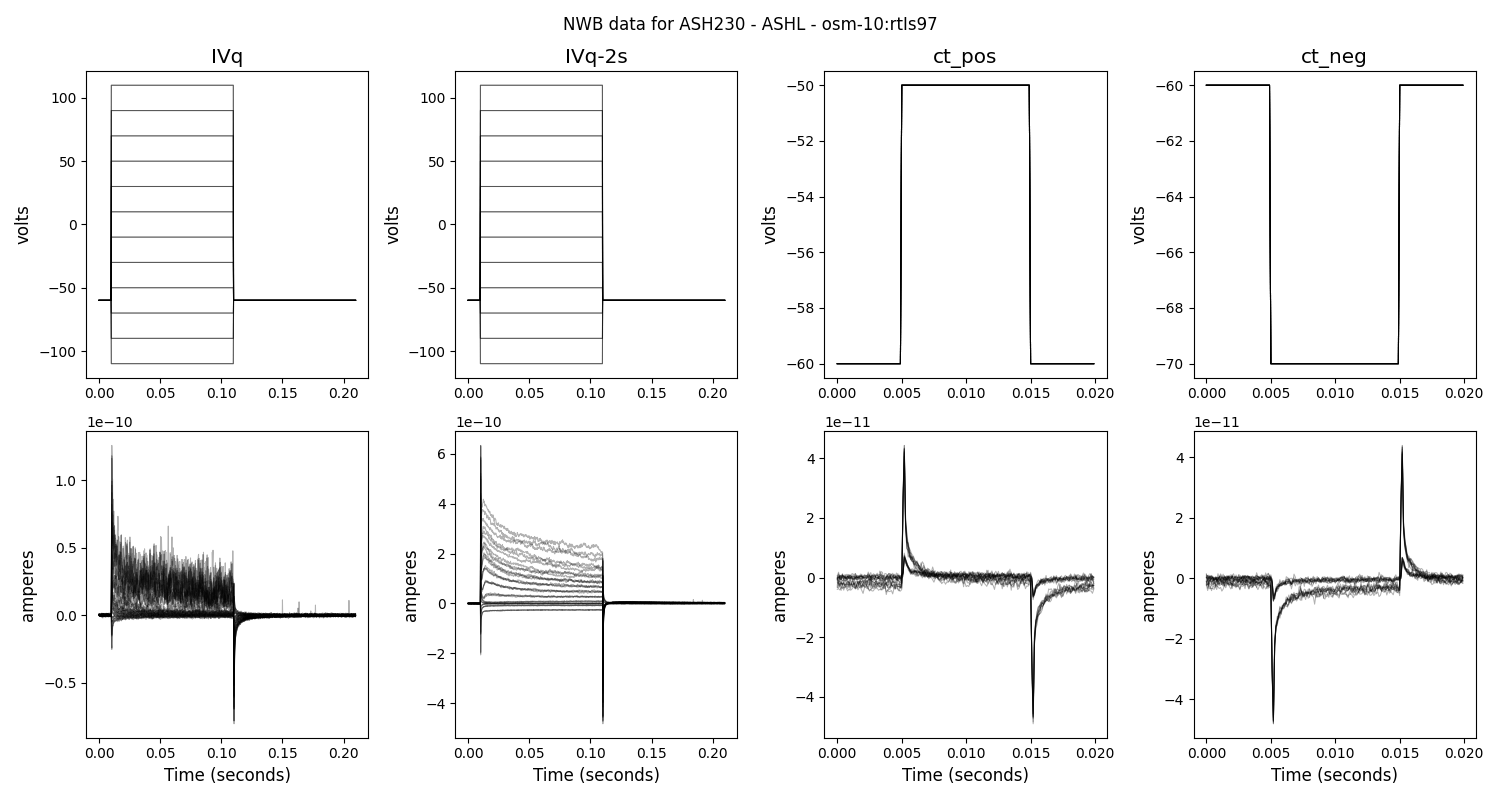 NWB data for ASH230 - ASHL - osm-10:rtls97
IVq
IVq-2s
ct_pos
ct_neg
volts
100
50
0
−50
−100
0.00 0.05 0.10 0.15 0.20
volts
100
50
0
−50
−100
0.00 0.05 0.10 0.15 0.20
volts
−50
−52
−54
−56
−58
−60
0.000 0.005 0.010 0.015 0.020
volts
−60
−62
−64
−66
−68
−70
0.000 0.005 0.010 0.015 0.020
1e−10
amperes
1.0
0.5
0.0
−0.5
0.00 0.05 0.10 0.15 0.20
Time (seconds)
1e−10
amperes
6
4
2
0
−2
−4
0.00 0.05 0.10 0.15 0.20
Time (seconds)
1e−11
amperes
4
2
0
−2
−4
0.000 0.005 0.010 0.015 0.020
Time (seconds)
1e−11
amperes
4
2
0
−2
−4
0.000 0.005 0.010 0.015 0.020
Time (seconds)